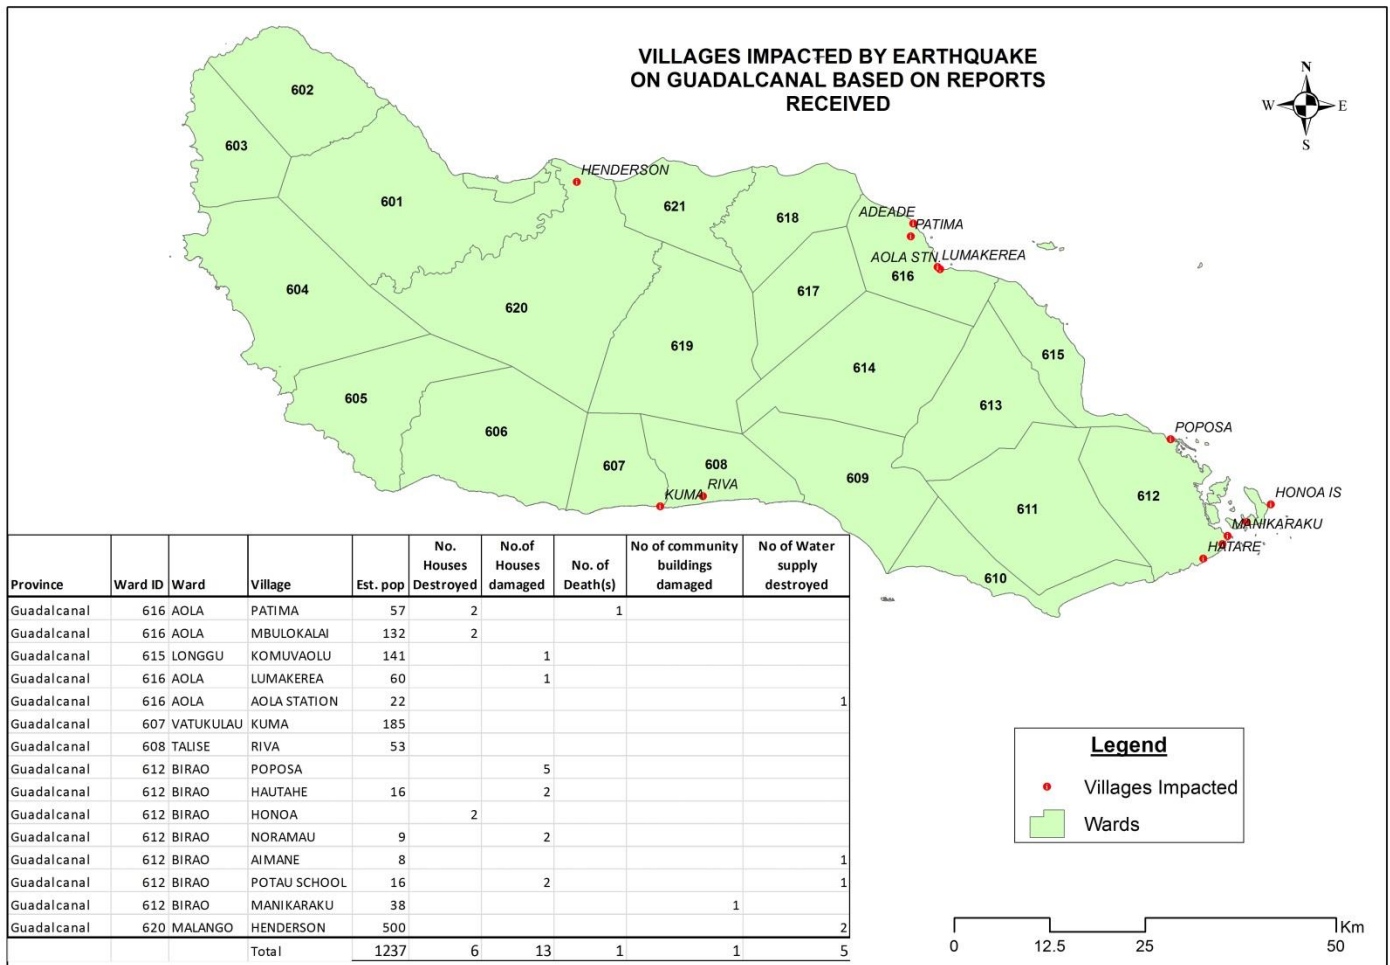 VILLAGES IMPACTED BY EARTHQUAKE
ON GUADALCANAL BASED ON REPORTS
RECEIVED
N
W E
S
602
603
HENDERSON
601
621
618
ADEADE
PATIMA
AOLA STN. LUMAKEREA
616
604
617
620
619
615
614
605
613
606
POPOSA
607
608
609
RIVA
KUMA
612
HONOA IS
611
MANIKARAKU
HATARE
610
Province Ward ID Ward Village Est. pop No. Houses Destroyed No.of Houses damaged No. of Death(s) No of community buildings damaged No of Water supply destroyed
Guadalcanal 616 AOLA PATIMA 57 2 1
Guadalcanal 616 AOLA MBULOKALAI 132 2
Guadalcanal 615 LONGGU KOMUVAOLU 141 1
Guadalcanal 616 AOLA LUMAKEREA 60 1
Guadalcanal 616 AOLA AOLA STATION 22 1
Guadalcanal 607 VATUKULAU KUMA 185
Guadalcanal 608 TALISE RIVA 53
Guadalcanal 612 BIRAO POPOSA 5
Guadalcanal 612 BIRAO HAUTAHE 16 2
Guadalcanal 612 BIRAO HONOA 2
Guadalcanal 612 BIRAO NORAMAU 9 2
Guadalcanal 612 BIRAO AIMANE 8 1
Guadalcanal 612 BIRAO POTAU SCHOOL 16 2 1
Guadalcanal 612 BIRAO MANIKARAKU 38 1
Guadalcanal 620 MALANGO HENDERSON 500 2
Total 1237 6 13 1 1 5
Legend
Villages Impacted
Wards
Km
0 12.5 25 50